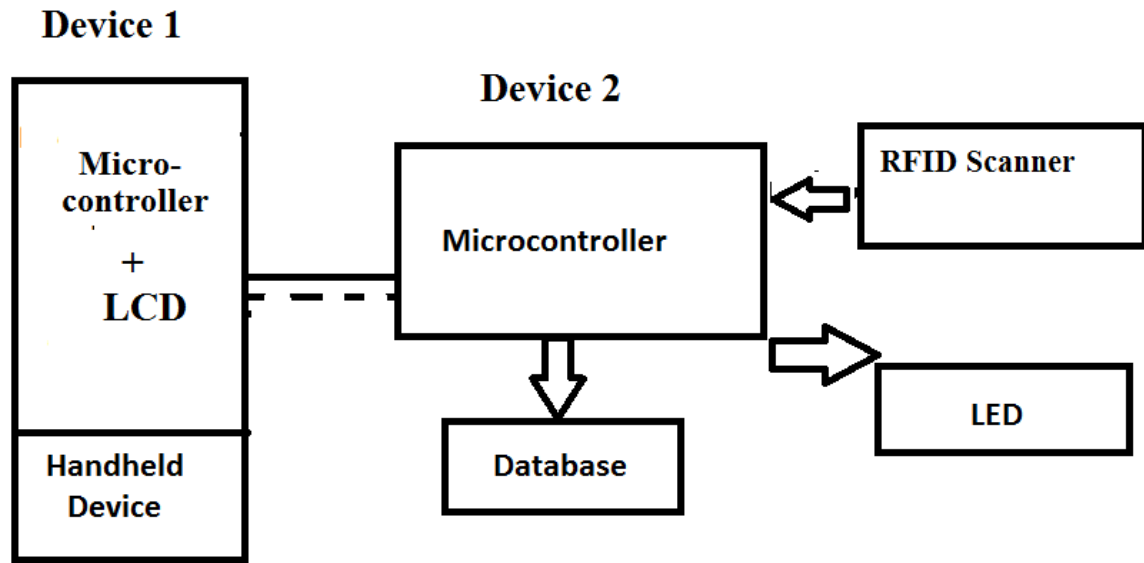 Device 1
Micro-
controller
+
LCD
Handheld
Device
Device 2
Microcontroller
Database
RFID Scanner
LED